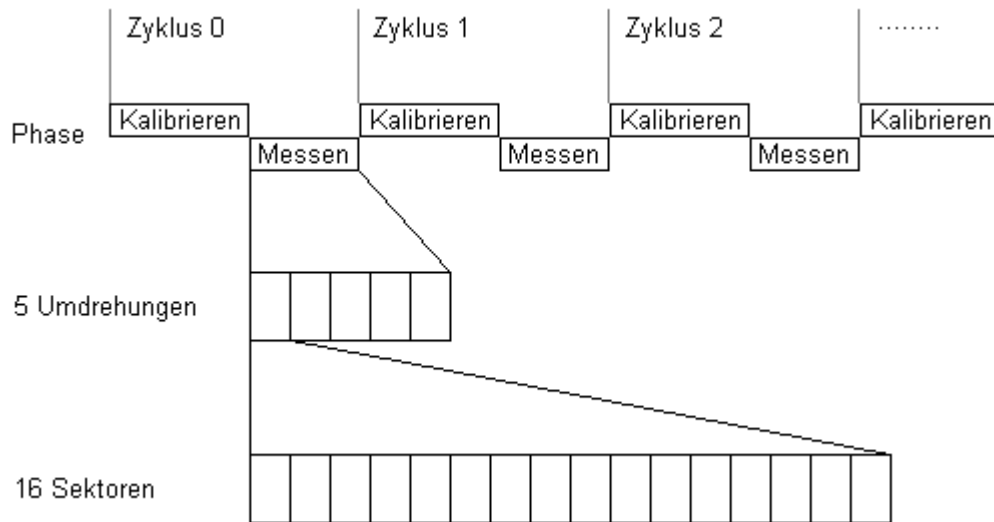 Zyklus 0 Zyklus 1 Zyklus 2 ........
Kalibrieren Kalibrieren Kalibrieren Kalibrieren
Phase
Messen Messen Messen
5 Umdrehungen
16 Sektoren